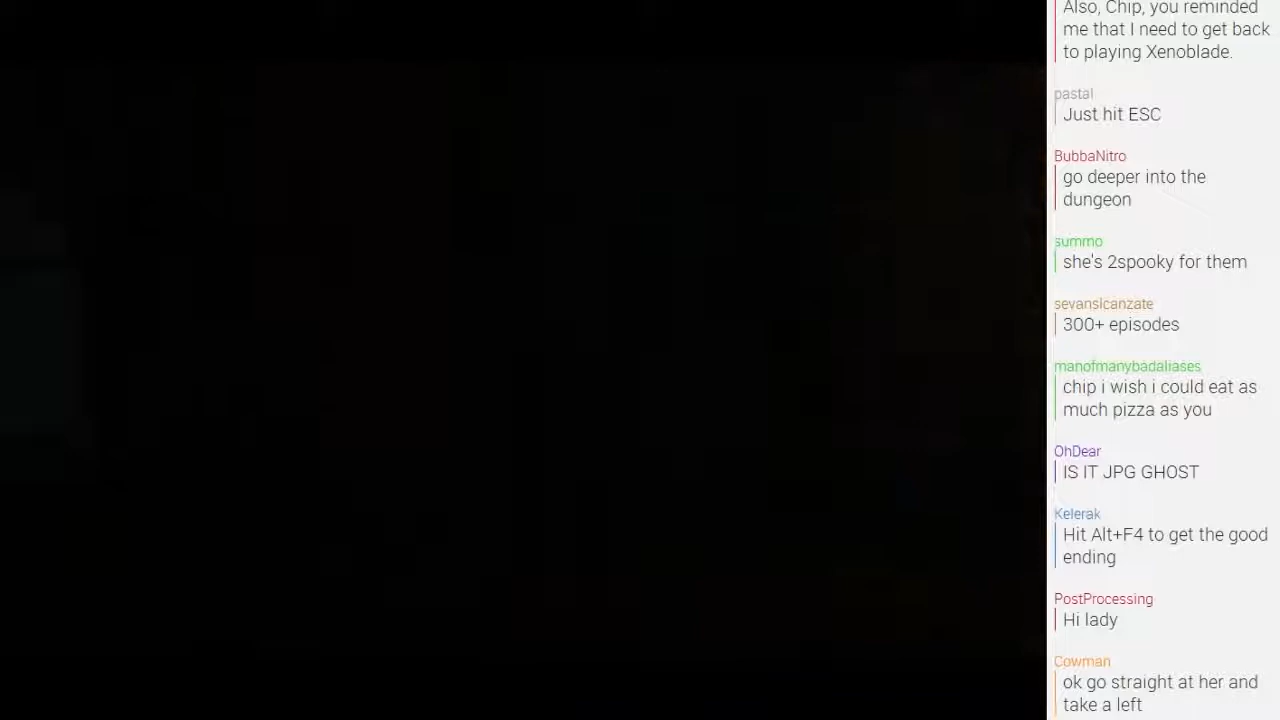 Also, Chip, you reminded
me that I need to get back
to playing Xenoblade.
pastal
Just hit ESC
BubbaNitro
go deeper into the
dungeon
summo
she's 2spooky for them
sevanslcanzate
300+ episodes
manofmanybadaliases
chip i wish i could eat as
much pizza as you
OhDear
IS IT JPG GHOST
Kelerak
Hit Alt+F4 to get the good
ending
PostProcessing
Hi lady
Cowman
ok go straight at her and
take a left